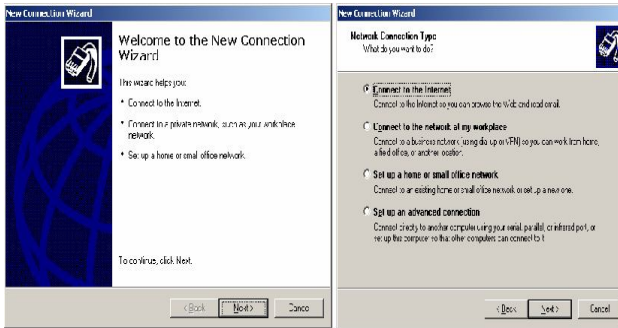 New Connection Wizard
Welcome to the New Connection
Wizard
This wizard helps you:
• Connect to the Internet.
• Connect to a private network, such as your workplace
network.
• Set up a home or small office network.
To continue, click Next.
< Back
Next >
Cancel
New Connection Wizard
Network Connection Type
What do you want to do?
Connect to the Internet
Connect to the Internet so you can browse the Web and read email.
Connect to the network at my workplace
Connect to a business network (using dial-up or VPN) so you can work from home,
a field office, or another location.
Set up a home or small office network
Connect to an existing home or small office network or set up a new one.
Set up an advanced connection
Connect directly to another computer using your serial, parallel, or infrared port, or
set up this computer so that other computers can connect to it.
< Back
Next >
Cancel